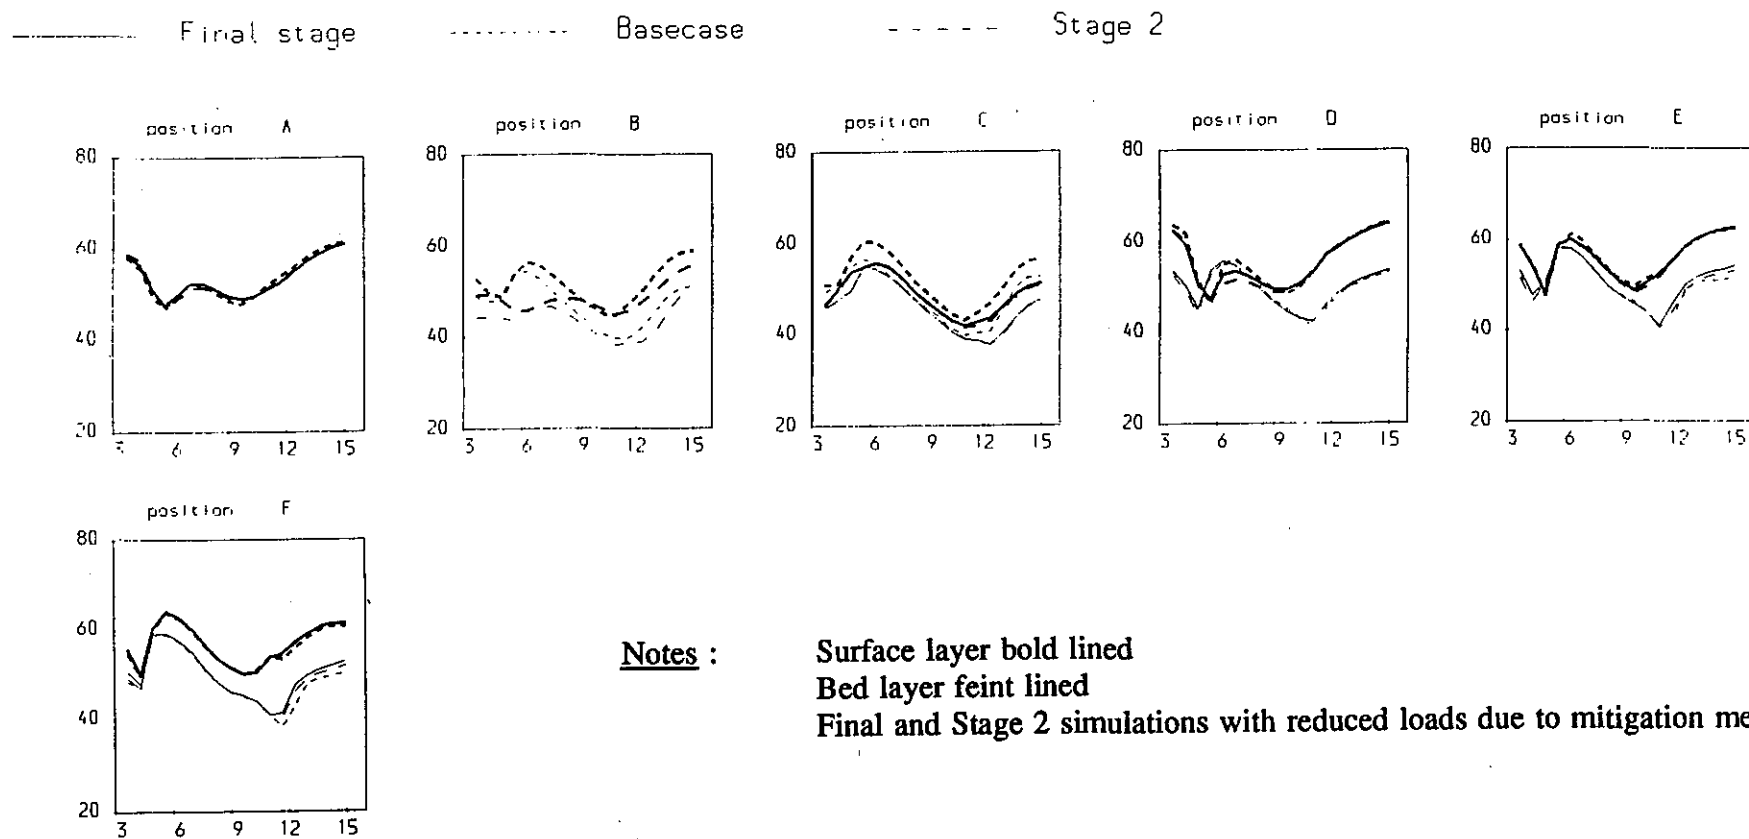 Final stage Basecase Stage 2
position A position B position C position D position E
80 80 80 80 80
60 60 60 60 60
40 40 40 40 40
20 20 20 20 20
3 6 9 12 15 3 6 9 12 15 3 6 9 12 15 3 6 9 12 15 3 6 9 12 15
position F
80
60
40
20
3 6 9 12 15
Notes : Surface layer bold lined
Bed layer feint lined
Final and Stage 2 simulations with reduced loads due to mitigation me